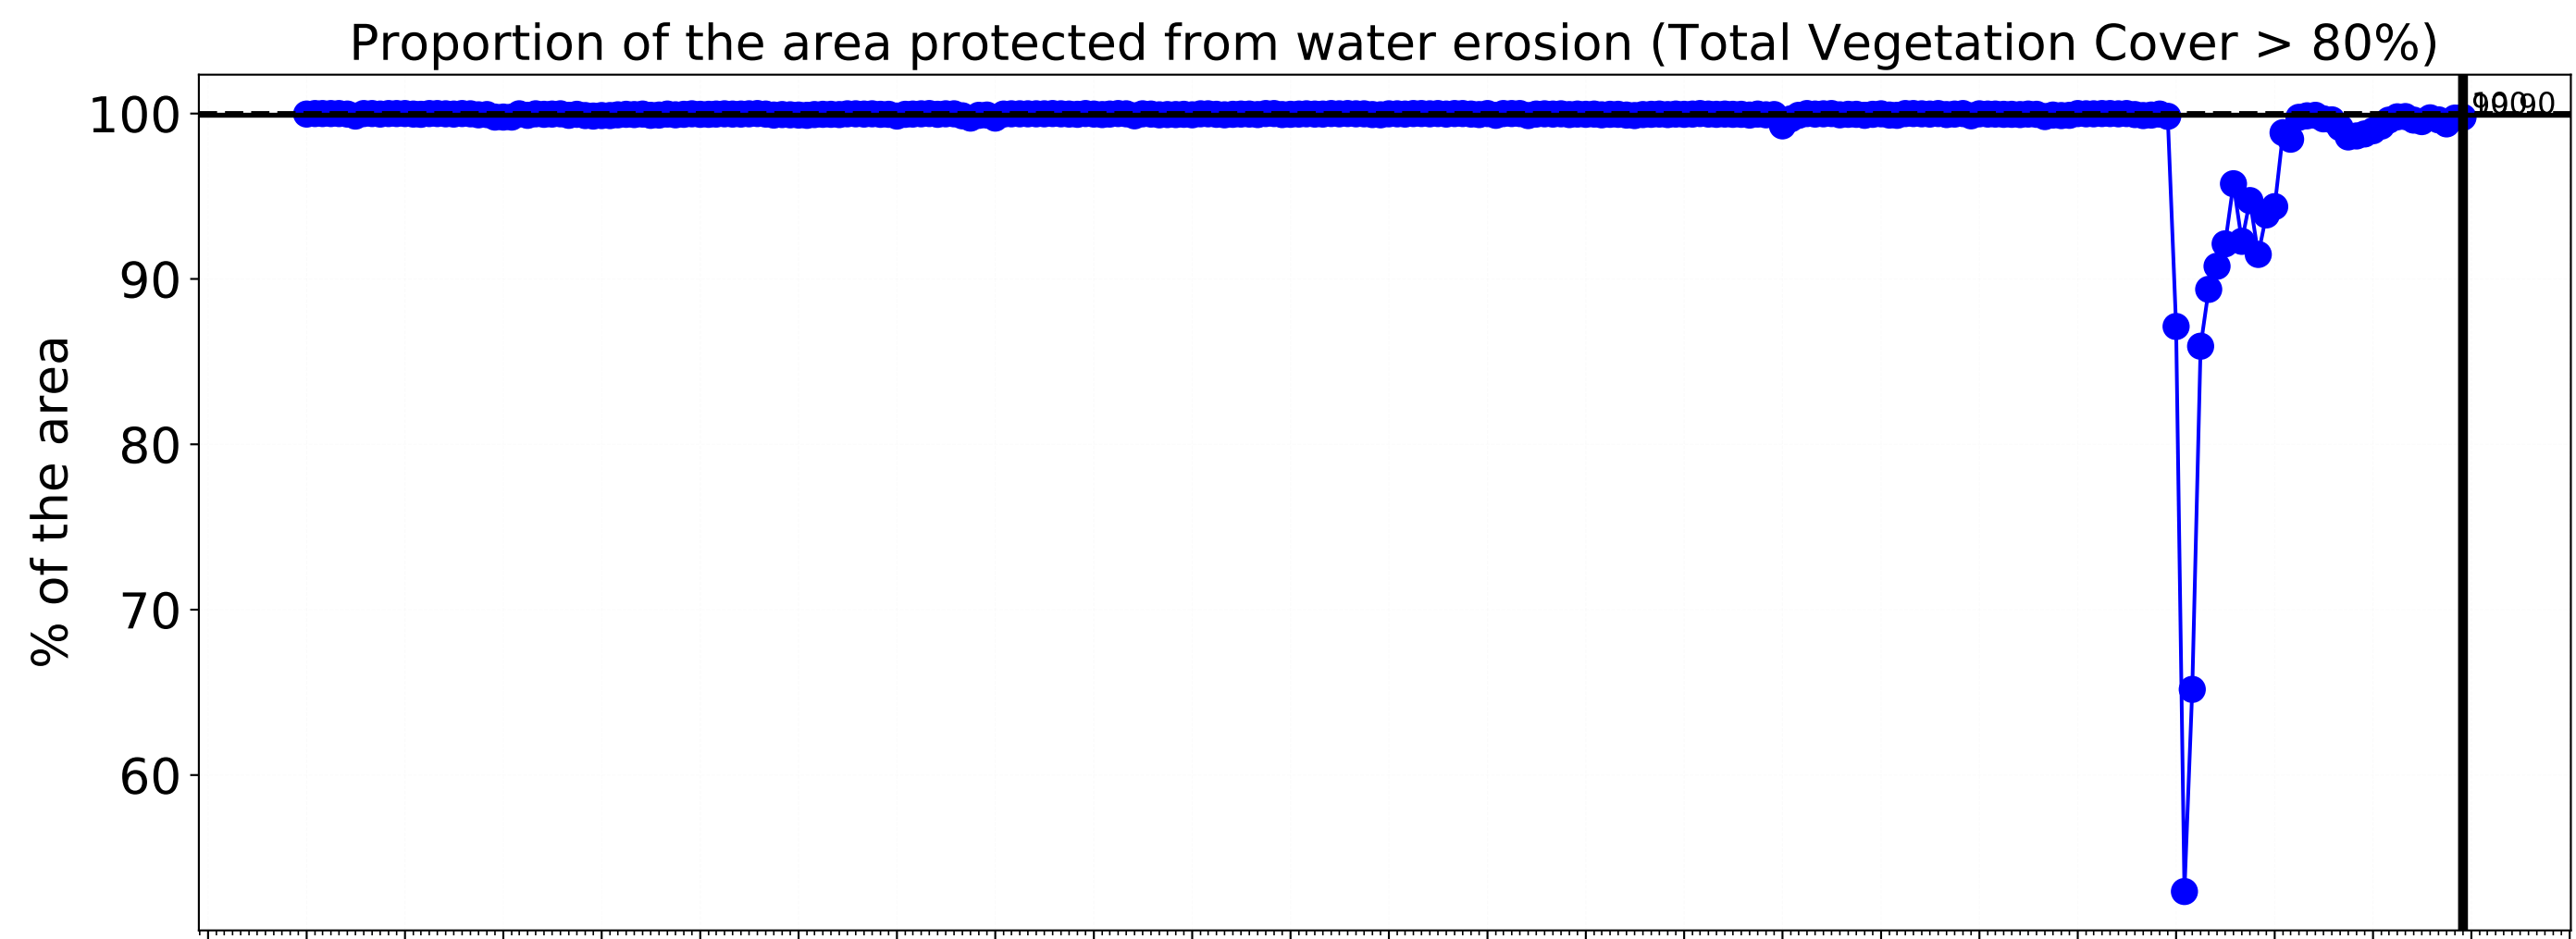 Proportion of the area protected from water erosion (Total Vegetation Cover > 80%)
100
90
80
70
60
% of the area